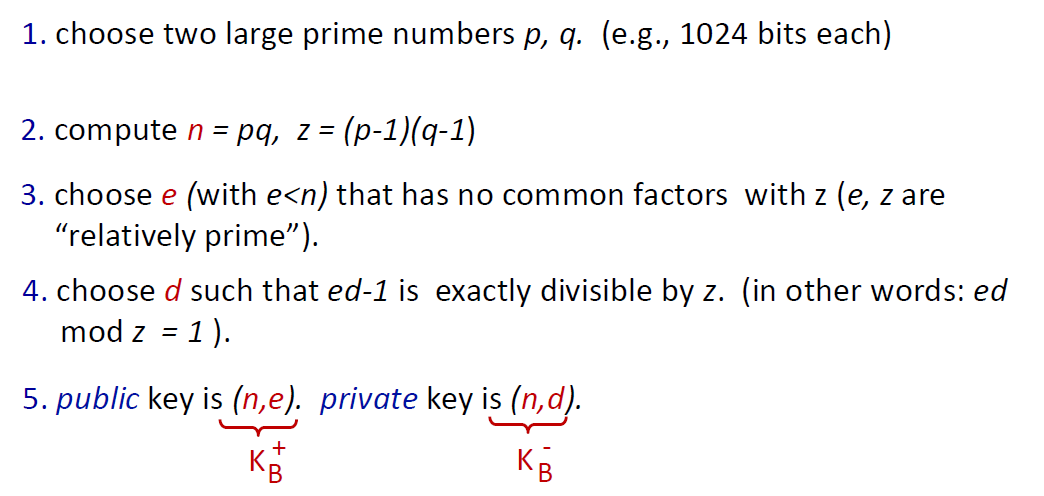 1. choose two large prime numbers p, q. (e.g., 1024 bits each)
2. compute n = pq, z = (p-1)(q-1)
3. choose e (with e<n) that has no common factors with z (e, z are
“relatively prime”).
4. choose d such that ed-1 is exactly divisible by z. (in other words: ed
mod z = 1 ).
5. public key is (n,e). private key is (n,d).
K_B^+ K_B^-